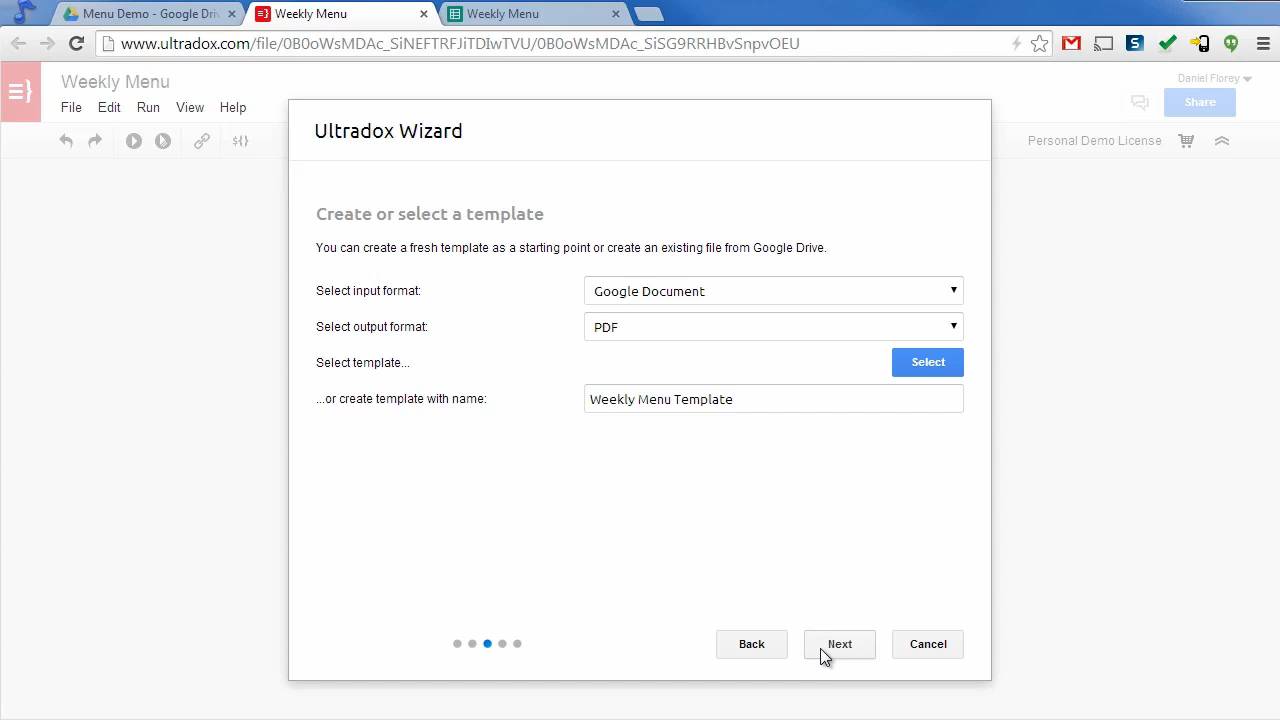 Menu Demo - Google Driv
Weekly Menu
Weekly Menu
www.ultradox.com/file/0B0oWsMDAc_SiNEFTRFJiTDIwTVU/0B0oWsMDAc_SiSG9RRHBvSnpvOEU
Weekly Menu
Daniel Florey
File Edit Run View Help
Share
Personal Demo License
Ultradox Wizard
Create or select a template
You can create a fresh template as a starting point or create an existing file from Google Drive.
Select input format:
Google Document
Select output format:
PDF
Select template...
Select
...or create template with name:
Weekly Menu Template
Back
Next
Cancel